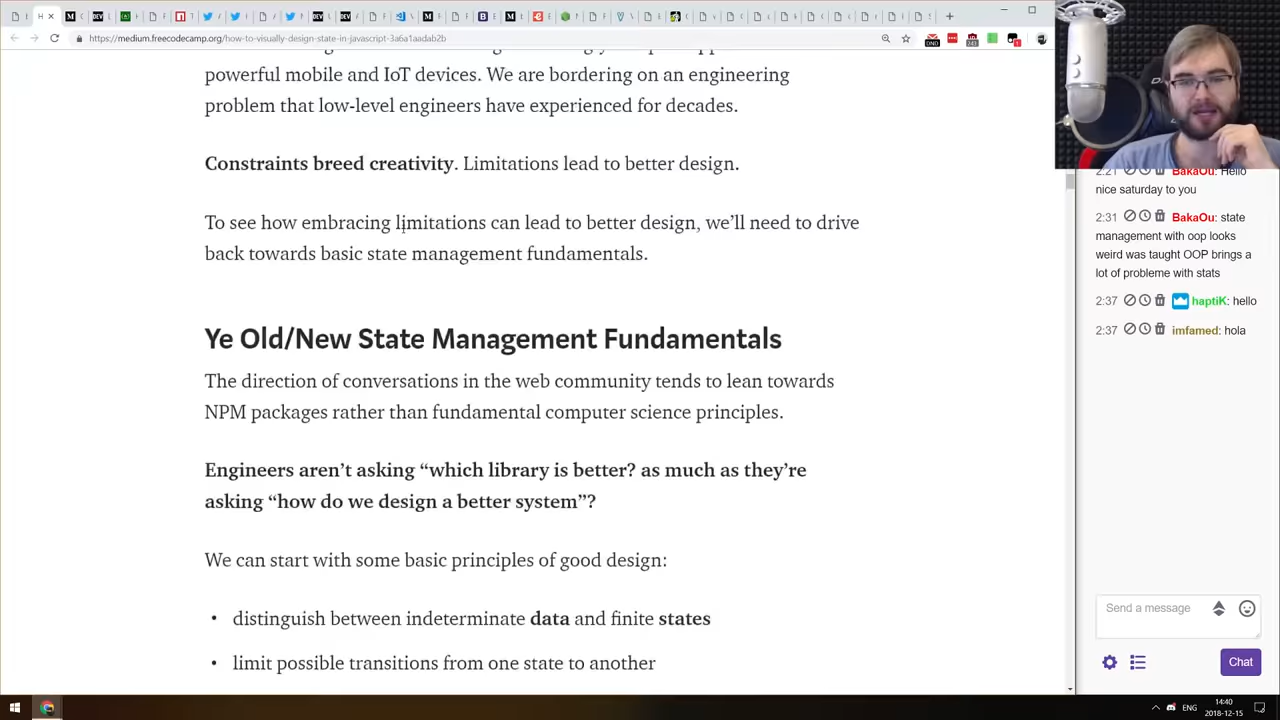 https://medium.freecodecamp.org/how-to-visually-design-state-in-javascript-3a6a1aadab2b
powerful mobile and IoT devices. We are bordering on an engineering
problem that low-level engineers have experienced for decades.
Constraints breed creativity. Limitations lead to better design.
To see how embracing limitations can lead to better design, we’ll need to drive
back towards basic state management fundamentals.
Ye Old/New State Management Fundamentals
The direction of conversations in the web community tends to lean towards
NPM packages rather than fundamental computer science principles.
Engineers aren’t asking “which library is better? as much as they’re
asking “how do we design a better system”?
We can start with some basic principles of good design:
• distinguish between indeterminate data and finite states
• limit possible transitions from one state to another
2:21 BakaOu: Hello
nice saturday to you
2:31 BakaOu: state
management with oop looks
weird was taught OOP brings a
lot of probleme with stats
2:37 haptiK: hello
2:37 imfamed: hola
Send a message
Chat
ENG
14:40
2018-12-15